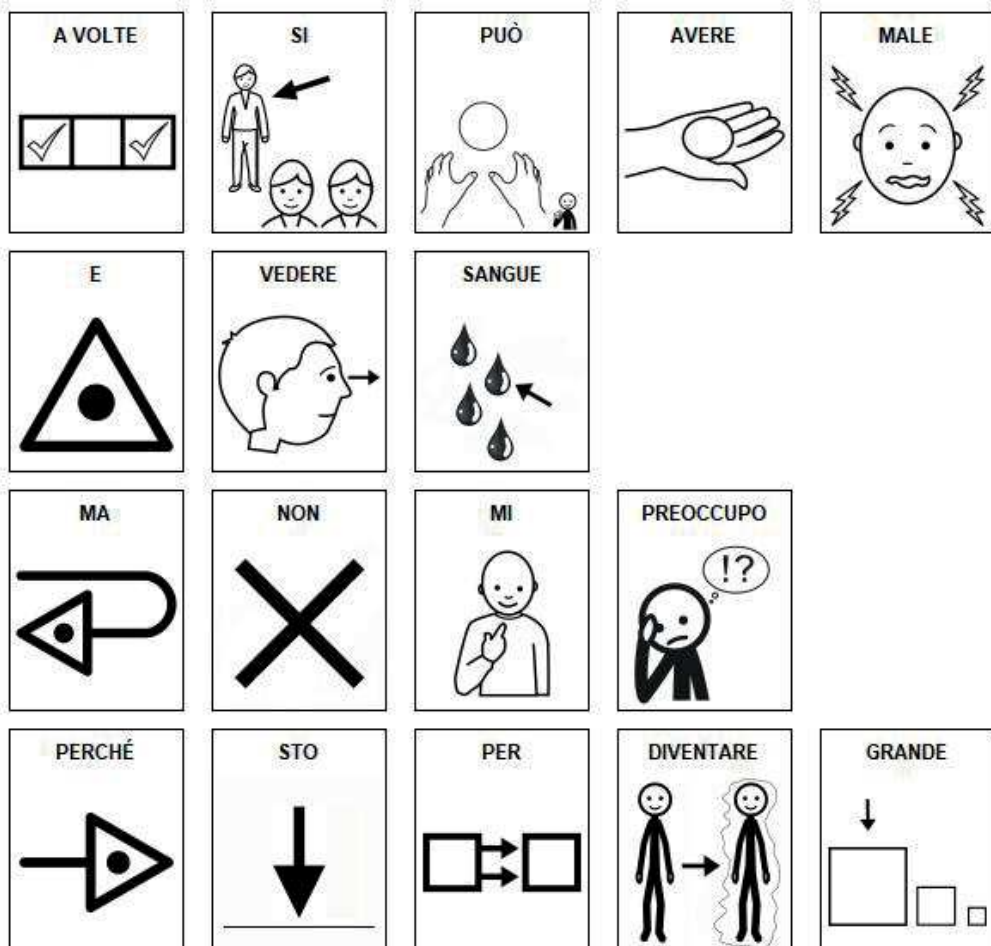 A VOLTE SI PUÒ AVERE MALE
E VEDERE SANGUE
MA NON MI PREOCCUPO
!?
PERCHÉ STO PER DIVENTARE GRANDE